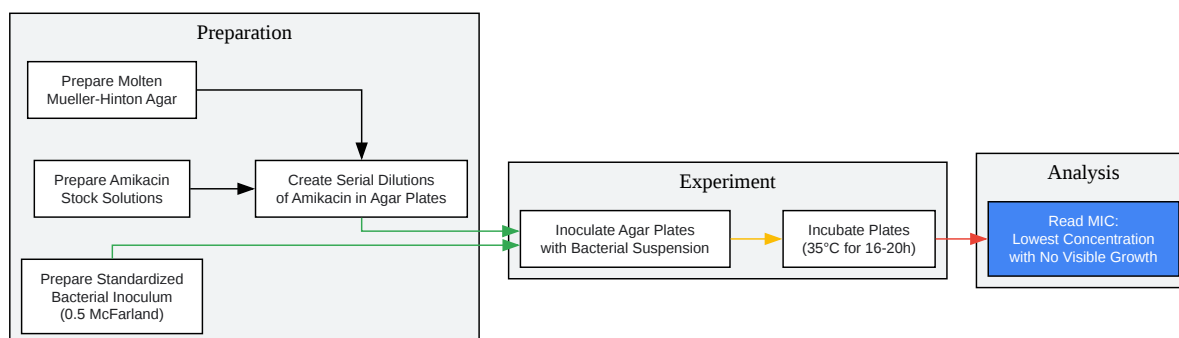 Preparation
Prepare Molten
Mueller-Hinton Agar
Prepare Amikacin
Stock Solutions
Create Serial Dilutions
of Amikacin in Agar Plates
Prepare Standardized
Bacterial Inoculum
(0.5 McFarland)
Experiment
Inoculate Agar Plates
with Bacterial Suspension
Incubate Plates
(35°C for 16-20h)
Analysis
Read MIC:
Lowest Concentration
with No Visible Growth